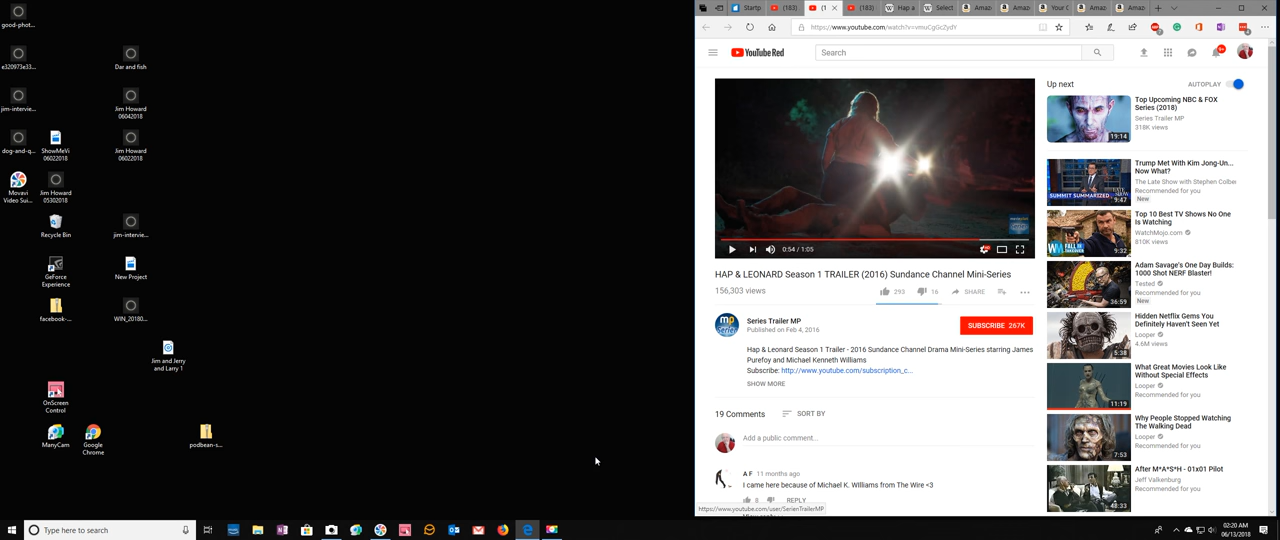 good-phot...
e320973e33...
Dar and fish
jim-intervie...
Jim Howard
06042018
dog-and-q...
ShowMeVi
06022018
Jim Howard
06022018
Movavi
Video Sui...
Jim Howard
05302018
Recycle Bin
jim-intervie...
GeForce
Experience
New Project
facebook-...
WIN_20180...
Jim and Jerry
and Larry 1
OnScreen
Control
ManyCam
Google
Chrome
podbean-s...
Startp
(183)
(1
(183)
Hap a
Select
Amazo
Amazo
Your O
Amazo
Amazo
https://www.youtube.com/watch?v=vmuCgGcZydY
YouTube Red
Search
9+
0:54 / 1:05
HAP & LEONARD Season 1 TRAILER (2016) Sundance Channel Mini-Series
156,303 views
293
16
SHARE
Series Trailer MP
Published on Feb 4, 2016
SUBSCRIBE 267K
Hap & Leonard Season 1 Trailer - 2016 Sundance Channel Drama Mini-Series starring James
Purefoy and Michael Kenneth Williams
Subscribe: http://www.youtube.com/subscription_c...
SHOW MORE
19 Comments
SORT BY
Add a public comment...
A F 11 months ago
I came here because of Michael K. WIlliams from The Wire <3
8
REPLY
https://www.youtube.com/user/SerienTrailerMP
Up next
AUTOPLAY
Top Upcoming NBC & FOX
Series (2018)
Series Trailer MP
318K views
19:14
Trump Met With Kim Jong-Un...
Now What?
The Late Show with Stephen Colbe
Recommended for you
New
SUMMIT SUMMARIZED
9:47
Top 10 Best TV Shows No One
Is Watching
WatchMojo.com
810K views
9:32
Adam Savage's One Day Builds:
1000 Shot NERF Blaster!
Tested
Recommended for you
New
36:59
Hidden Netflix Gems You
Definitely Haven't Seen Yet
Looper
4.6M views
5:38
What Great Movies Look Like
Without Special Effects
Looper
Recommended for you
11:19
Why People Stopped Watching
The Walking Dead
Looper
Recommended for you
7:53
After M*A*S*H - 01x01 Pilot
Jeff Valkenburg
Recommended for you
48:33
Type here to search
02:20 AM
06/13/2018